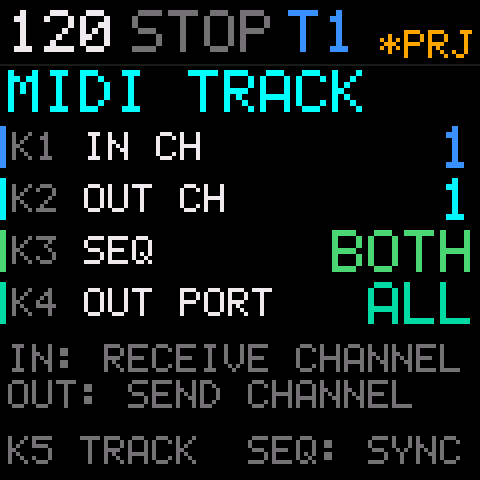 120 STOP T1 *PRJ
MIDI TRACK
K1 IN CH 1
K2 OUT CH 1
K3 SEQ BOTH
K4 OUT PORT ALL
IN: RECEIVE CHANNEL
OUT: SEND CHANNEL
K5 TRACK SEQ: SYNC